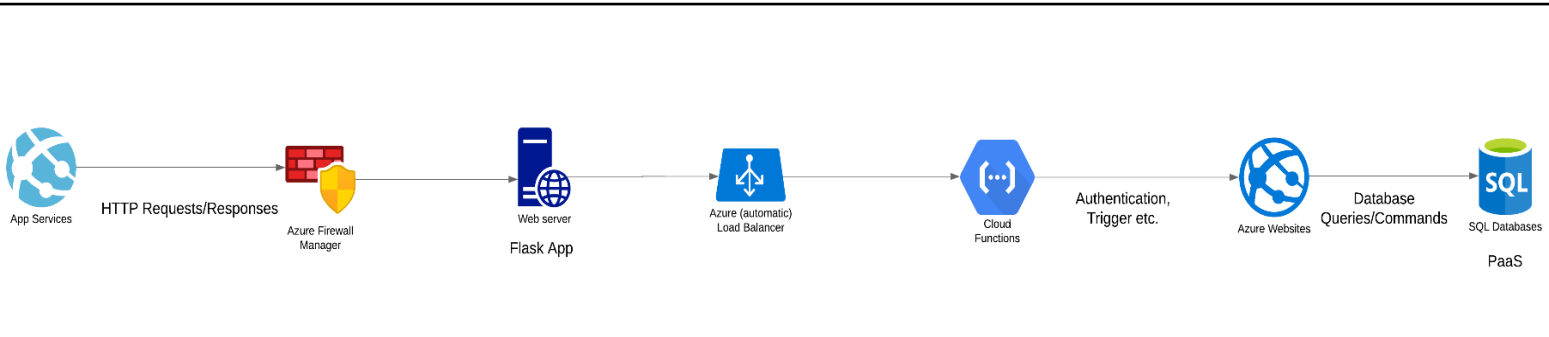 App Services
HTTP Requests/Responses
Azure Firewall
Manager
Web server
Flask App
Azure (automatic)
Load Balancer
Cloud
Functions
Authentication,
Trigger etc.
Azure Websites
Database
Queries/Commands
SQL
SQL Databases
PaaS